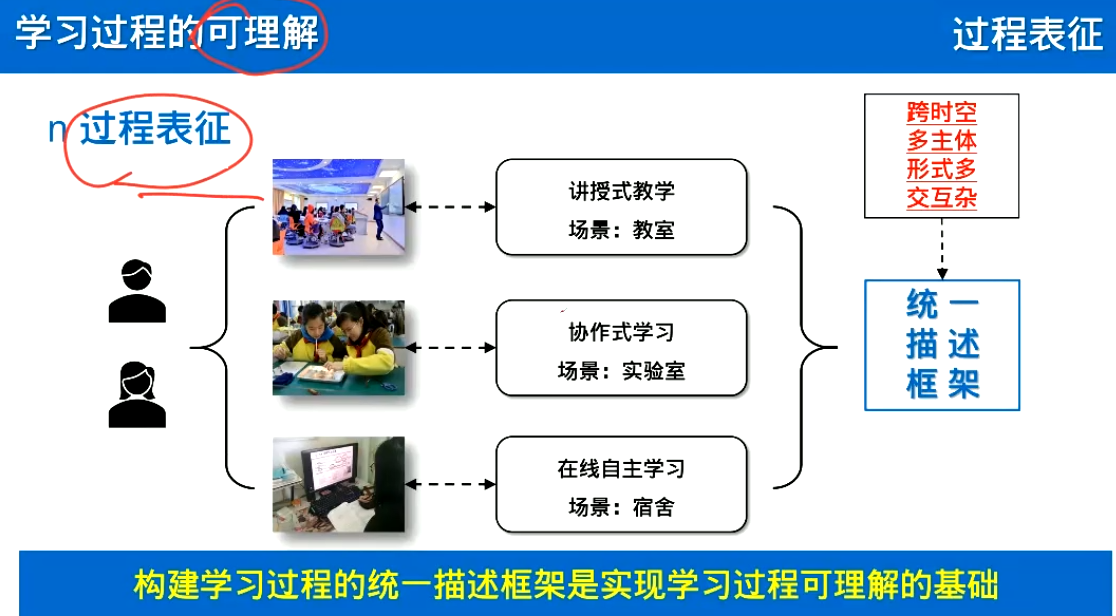 学习过程的可理解
过程表征
n 过程表征
跨时空
多主体
形式多
交互杂
讲授式教学
场景：教室
协作式学习
场景：实验室
在线自主学习
场景：宿舍
统一
描述
框架
构建学习过程的统一描述框架是实现学习过程可理解的基础